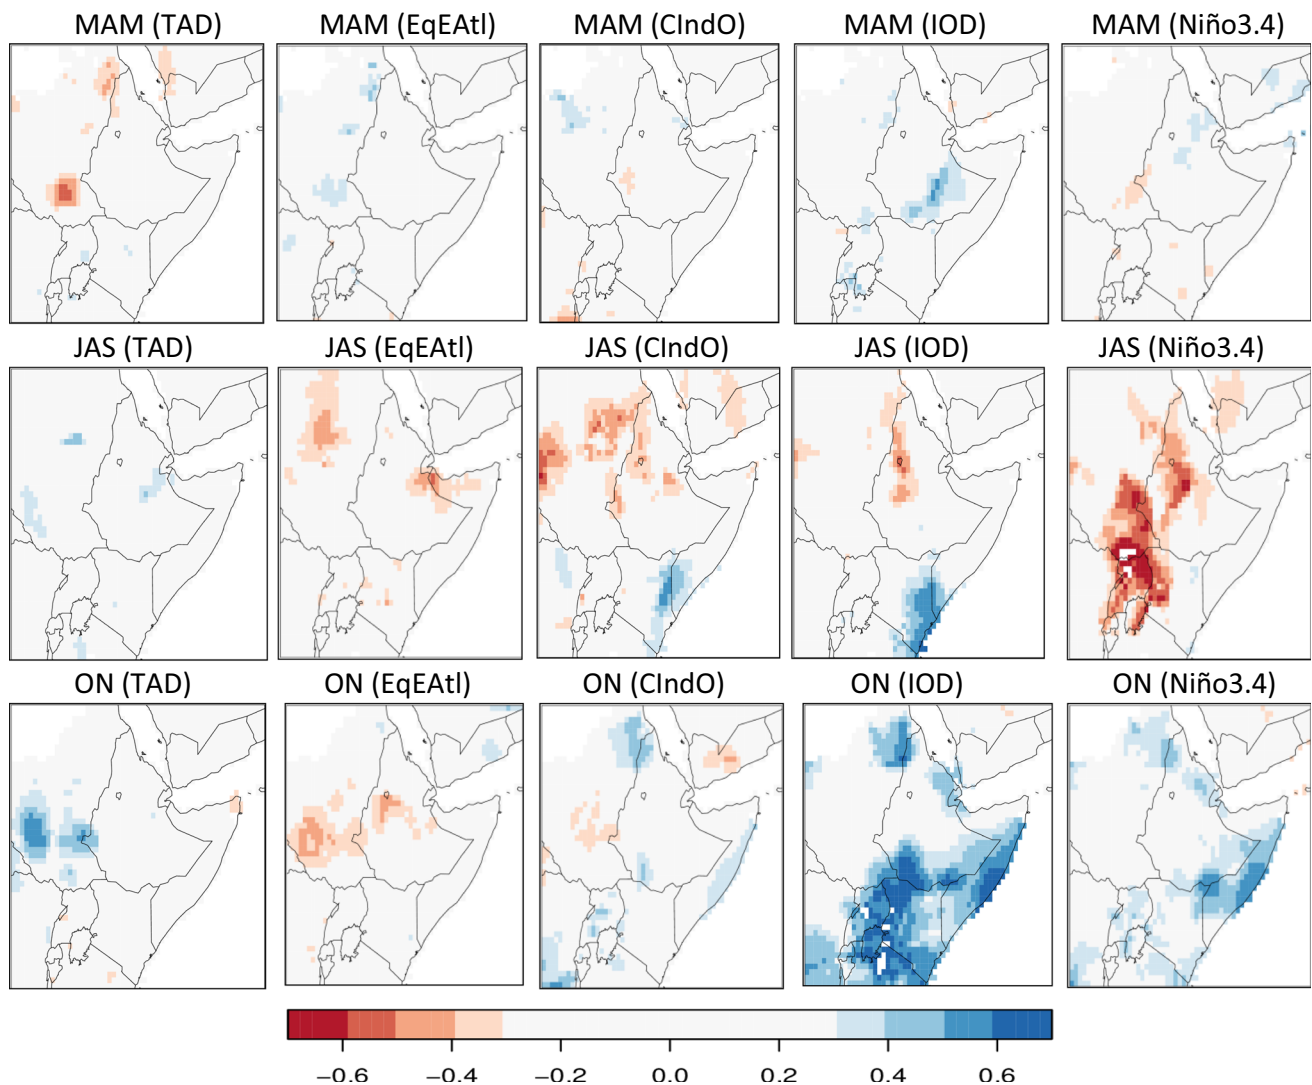 MAM (TAD) MAM (EqEAtl) MAM (CIndO) MAM (IOD) MAM (Niño3.4)
JAS (TAD) JAS (EqEAtl) JAS (CIndO) JAS (IOD) JAS (Niño3.4)
ON (TAD) ON (EqEAtl) ON (CIndO) ON (IOD) ON (Niño3.4)
−0.6 −0.4 −0.2 0.0 0.2 0.4 0.6